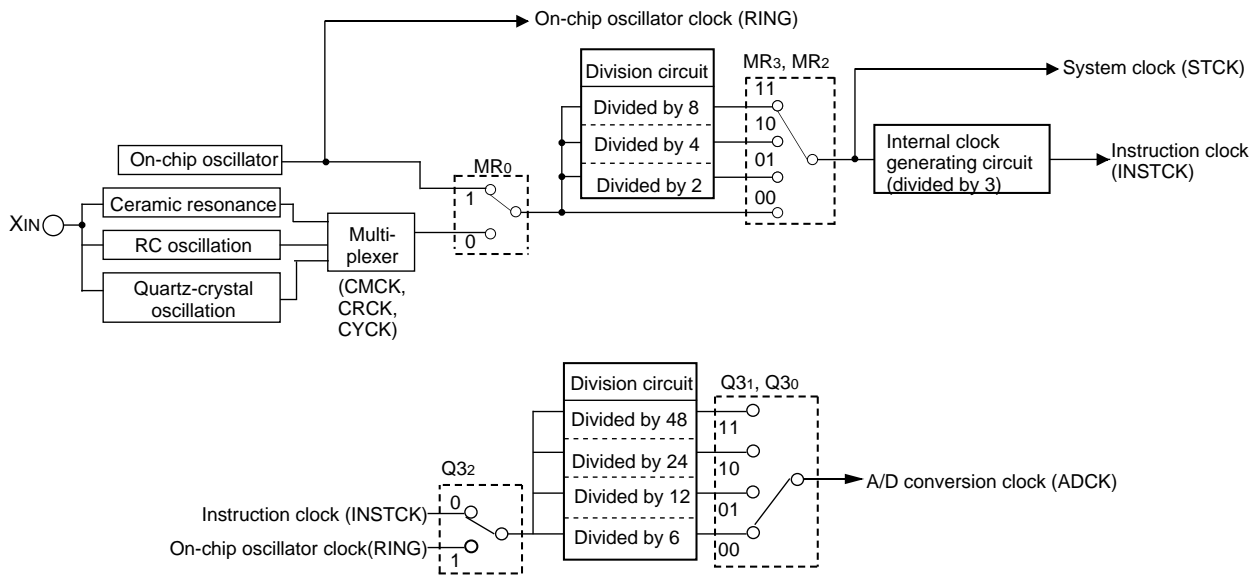 On-chip oscillator clock (RING)
Division circuit
MR3, MR2
System clock (STCK)
11
Divided by 8
10
Divided by 4
01
Divided by 2
00
Internal clock
generating circuit
(divided by 3)
Instruction clock
(INSTCK)
On-chip oscillator
MR0
1
0
Ceramic resonance
XIN
RC oscillation
Quartz-crystal
oscillation
Multi-
plexer
(CMCK,
CRCK,
CYCK)
Division circuit
Q31, Q30
Divided by 48
11
Divided by 24
10
Divided by 12
01
Divided by 6
00
A/D conversion clock (ADCK)
Q32
0
Instruction clock (INSTCK)
On-chip oscillator clock(RING)
1